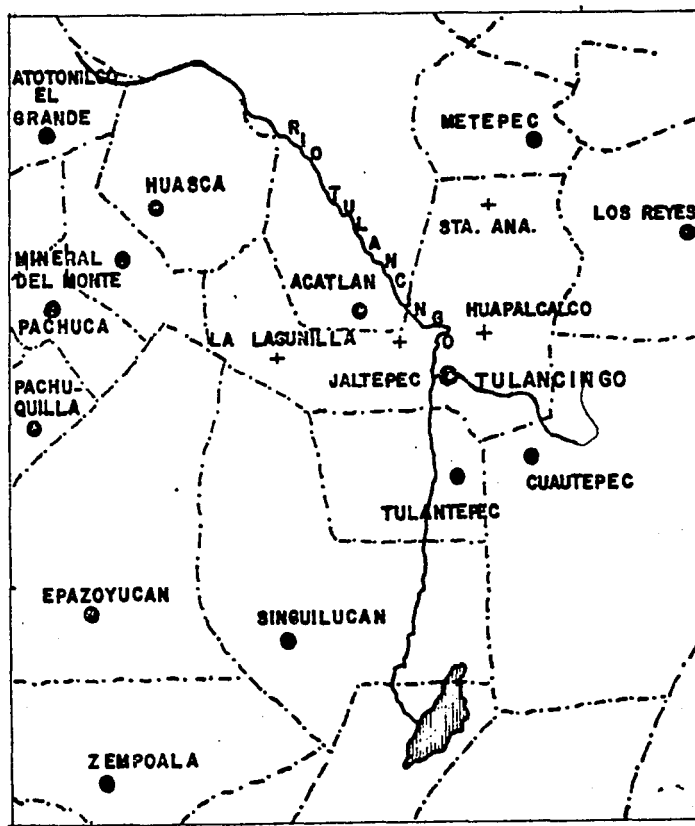 ATOTONILCO
EL
GRANDE
METEPEC
RIO TULANCINGO
HUASCA
STA. ANA.
LOS REYES
MINERAL
DEL MONTE
ACATLAN
PACHUCA
HUAPALCALCO
LA LAGUNILLA
JALTEPEC
TULANCINGO
PACHU-
QUILLA
CUAUTEPEC
TULANTEPEC
EPAZOYUCAN
SINGUILUCAN
ZEMPOALA